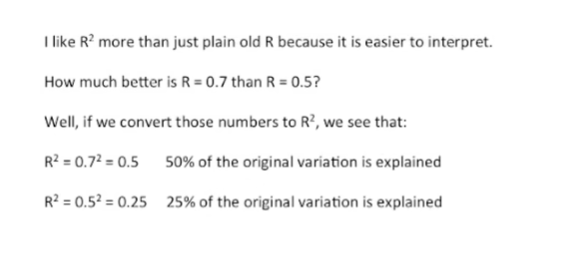 I like R² more than just plain old R because it is easier to interpret.
How much better is R = 0.7 than R = 0.5?
Well, if we convert those numbers to R², we see that:
R² = 0.7² = 0.5 50% of the original variation is explained
R² = 0.5² = 0.25 25% of the original variation is explained